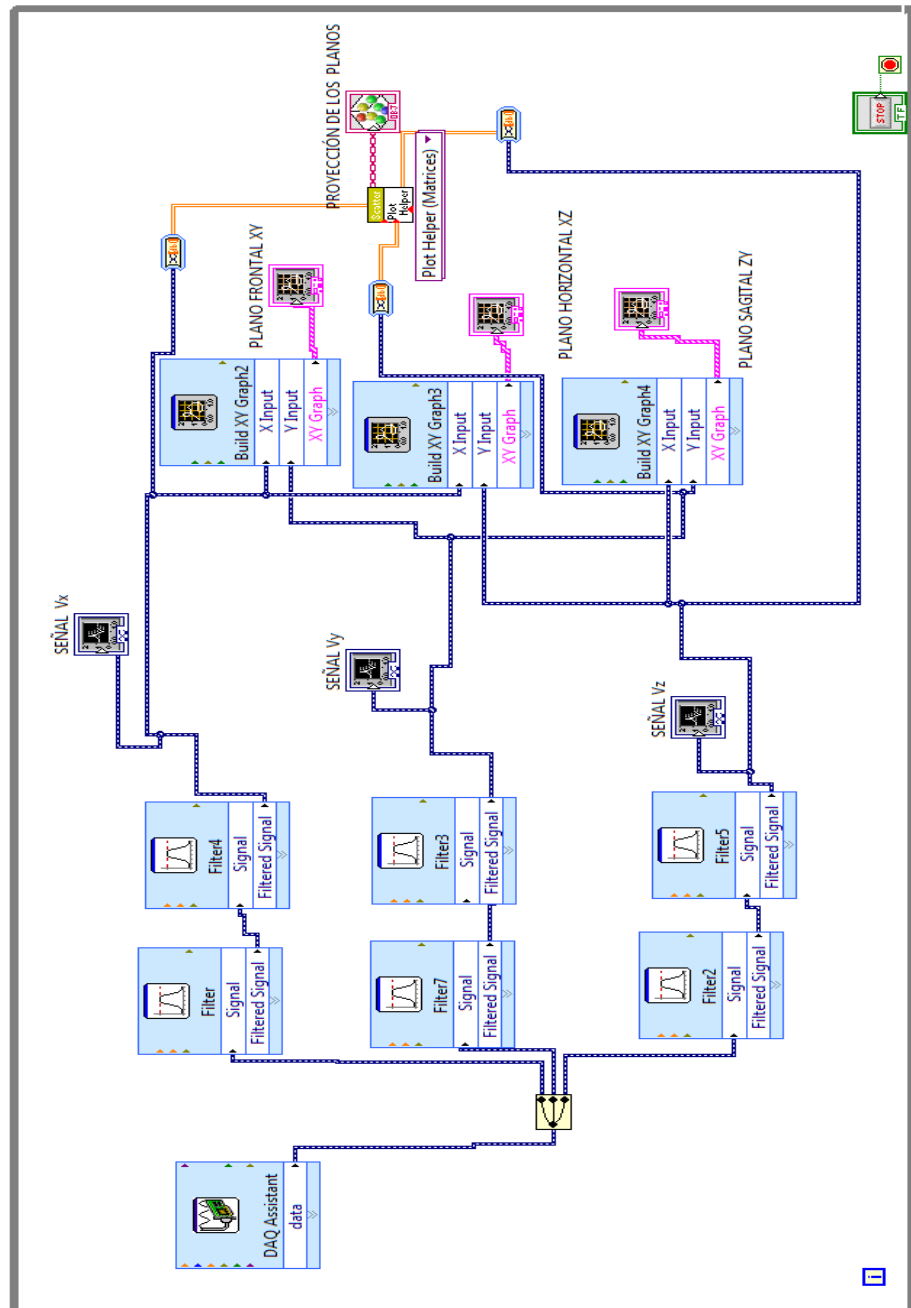 DAQ Assistant
data
Filter
Signal
Filtered Signal
Filter4
Signal
Filtered Signal
SEÑAL Vx
Filter7
Signal
Filtered Signal
Filter3
Signal
Filtered Signal
SEÑAL Vy
Filter2
Signal
Filtered Signal
Filter5
Signal
Filtered Signal
SEÑAL Vz
Build XY Graph2
X Input
Y Input
XY Graph
PLANO FRONTAL XY
Build XY Graph3
X Input
Y Input
XY Graph
PLANO HORIZONTAL XZ
Build XY Graph4
X Input
Y Input
XY Graph
PLANO SAGITAL ZY
PROYECCIÓN DE LOS PLANOS
Scatter
Plot
Helper
Plot Helper (Matrices)
STOP
TF
i